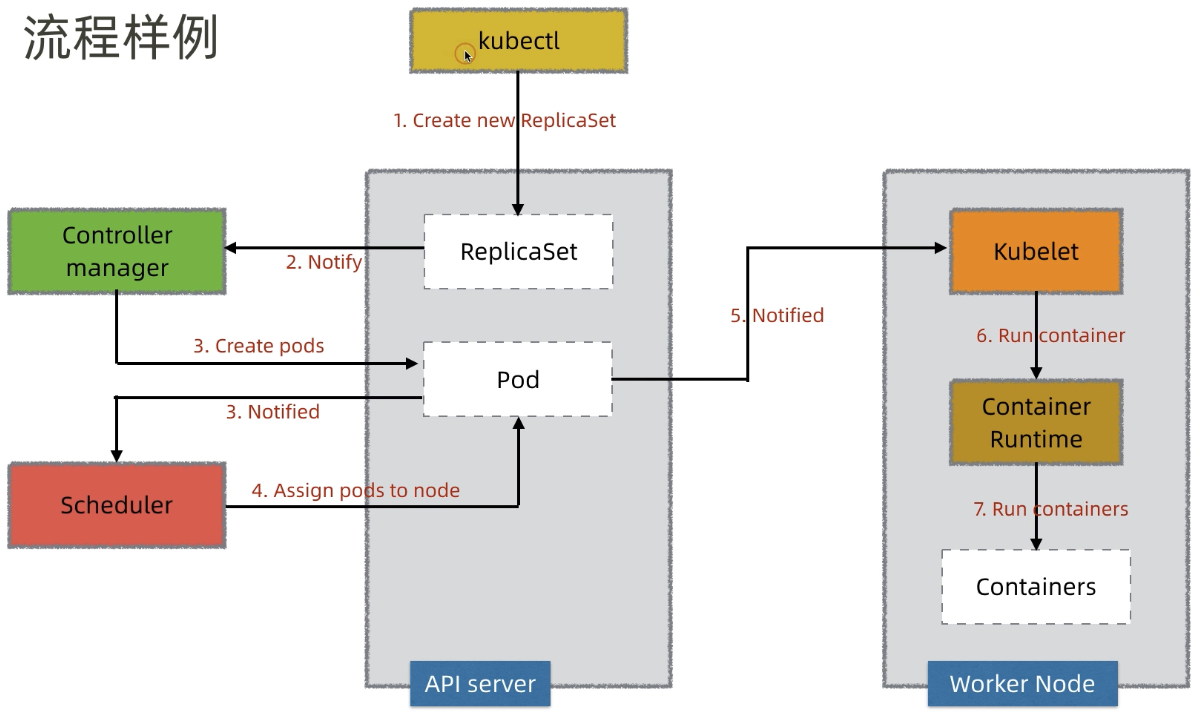 流程样例
kubectl
1. Create new ReplicaSet
Controller
manager
2. Notify
ReplicaSet
3. Create pods
Pod
3. Notified
Scheduler
4. Assign pods to node
5. Notified
Kubelet
6. Run container
Container
Runtime
7. Run containers
Containers
API server
Worker Node